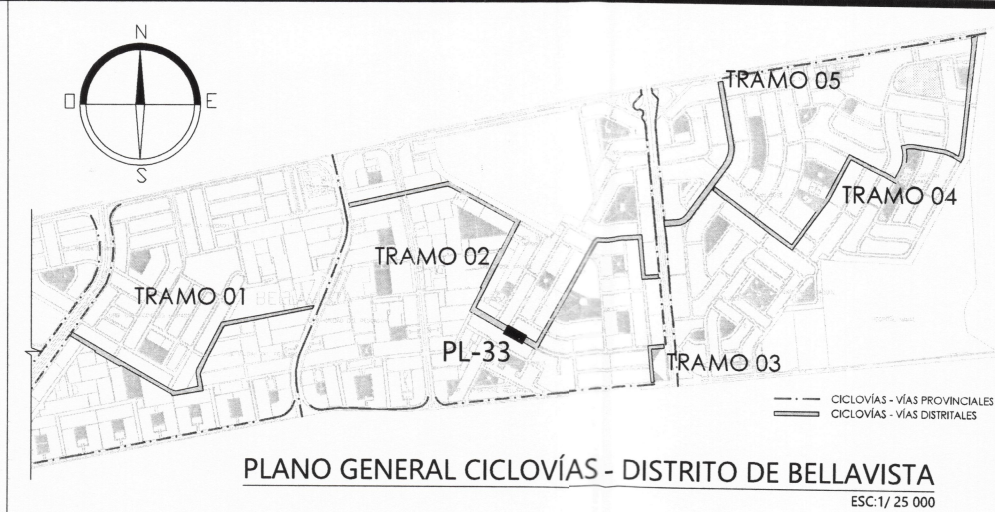 N
O
E
S
TRAMO 05
TRAMO 04
TRAMO 02
TRAMO 01
BELLAVISTA
PL-33
TRAMO 03
CICLOVÍAS - VÍAS PROVINCIALES
CICLOVÍAS - VÍAS DISTRITALES
PLANO GENERAL CICLOVÍAS - DISTRITO DE BELLAVISTA
ESC:1/ 25 000